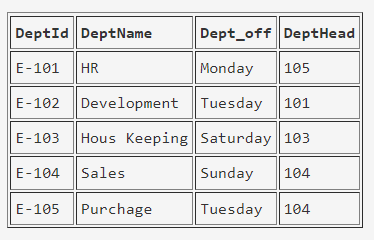 DeptId DeptName Dept_off DeptHead
E-101 HR Monday 105
E-102 Development Tuesday 101
E-103 Hous Keeping Saturday 103
E-104 Sales Sunday 104
E-105 Purchage Tuesday 104